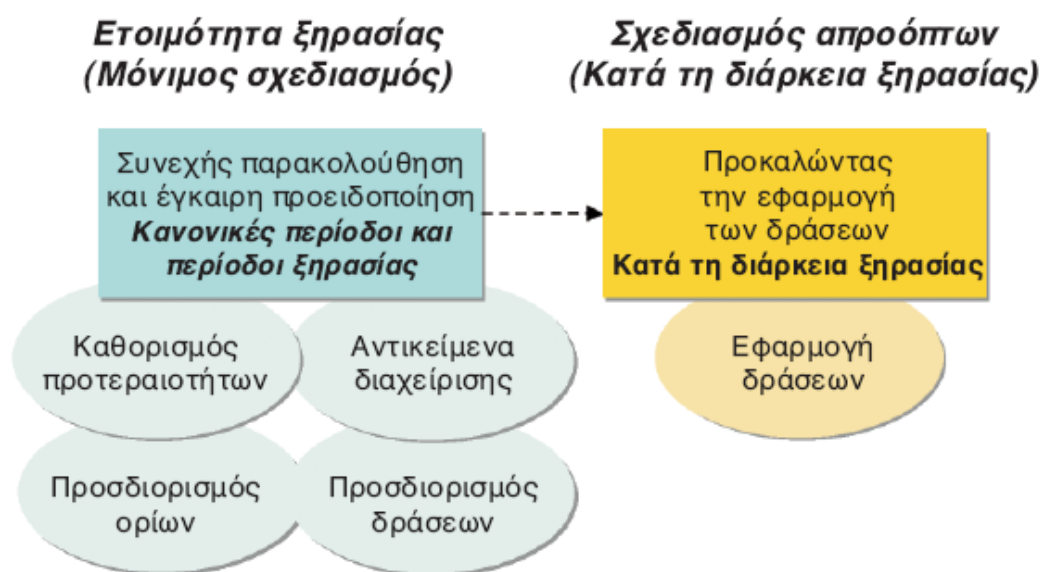 Ετοιμότητα ξηρασίας
(Μόνιμος σχεδιασμός)
Σχεδιασμός απροόπτων
(Κατά τη διάρκεια ξηρασίας)
Συνεχής παρακολούθηση
και έγκαιρη προειδοποίηση
Κανονικές περίοδοι και
περίοδοι ξηρασίας
Προκαλώντας
την εφαρμογή
των δράσεων
Κατά τη διάρκεια ξηρασίας
Καθορισμός
προτεραιοτήτων
Αντικείμενα
διαχείρισης
Εφαρμογή
δράσεων
Προσδιορισμός
ορίων
Προσδιορισμός
δράσεων